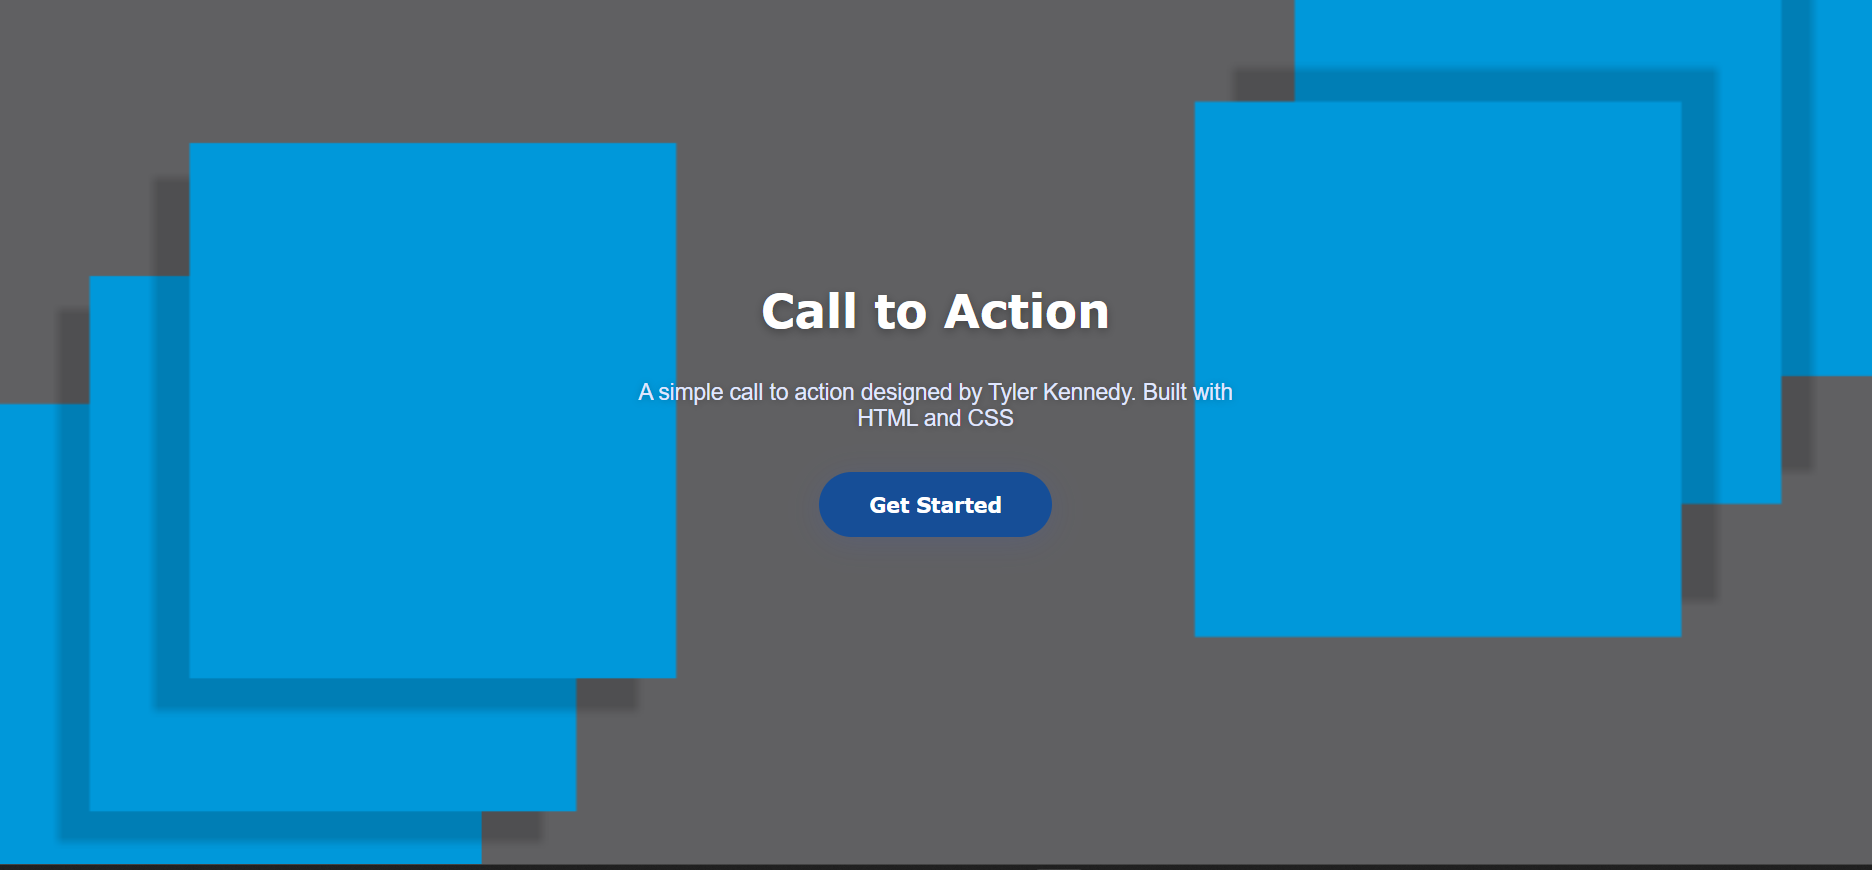 Call to Action
A simple call to action designed by Tyler Kennedy. Built with
HTML and CSS
Get Started